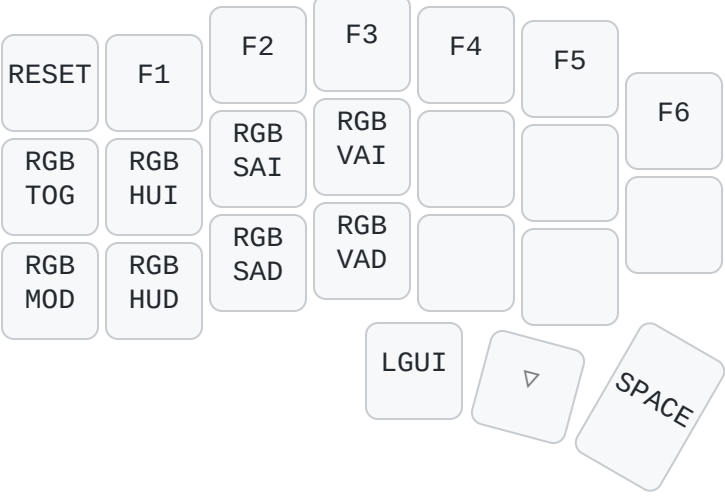 RESET
F1
F2
F3
F4
F5
F6
RGB
TOG
RGB
HUI
RGB
SAI
RGB
VAI
RGB
MOD
RGB
HUD
RGB
SAD
RGB
VAD
LGUI
▽
SPACE